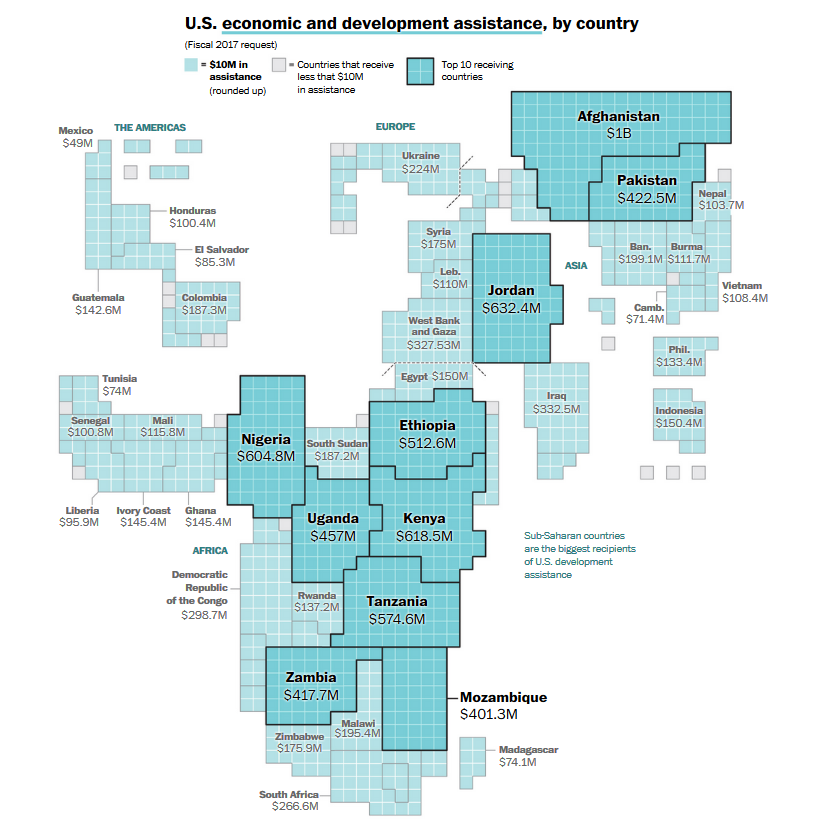 U.S. economic and development assistance, by country
(Fiscal 2017 request)
= $10M in
assistance
(rounded up)
= Countries that receive
less that $10M
in assistance
Top 10 receiving
countries
THE AMERICAS
Mexico
$49M
Honduras
$100.4M
El Salvador
$85.3M
Guatemala
$142.6M
Colombia
$187.3M
EUROPE
Ukraine
$224M
Afghanistan
$1B
Pakistan
$422.5M
Nepal
$103.7M
Syria
$175M
Leb.
$110M
Jordan
$632.4M
West Bank
and Gaza
$327.53M
ASIA
Ban.
$199.1M
Burma
$111.7M
Vietnam
$108.4M
Camb.
$71.4M
Phil.
$133.4M
Iraq
$332.5M
Indonesia
$150.4M
Egypt $150M
Tunisia
$74M
Senegal
$100.8M
Mali
$115.8M
Nigeria
$604.8M
South Sudan
$187.2M
Ethiopia
$512.6M
Liberia
$95.9M
Ivory Coast
$145.4M
Ghana
$145.4M
Uganda
$457M
Kenya
$618.5M
Sub-Saharan countries
are the biggest recipients
of U.S. development
assistance
AFRICA
Democratic
Republic
of the Congo
$298.7M
Rwanda
$137.2M
Tanzania
$574.6M
Zambia
$417.7M
Mozambique
$401.3M
Malawi
$195.4M
Zimbabwe
$175.9M
Madagascar
$74.1M
South Africa
$266.6M